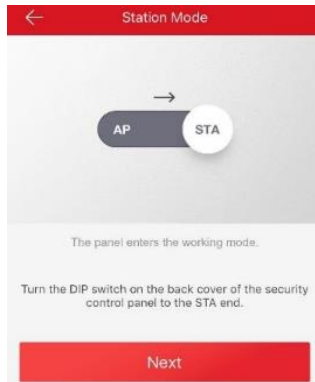 Station Mode
AP
STA
The panel enters the working mode.
Turn the DIP switch on the back cover of the security
control panel to the STA end.
Next